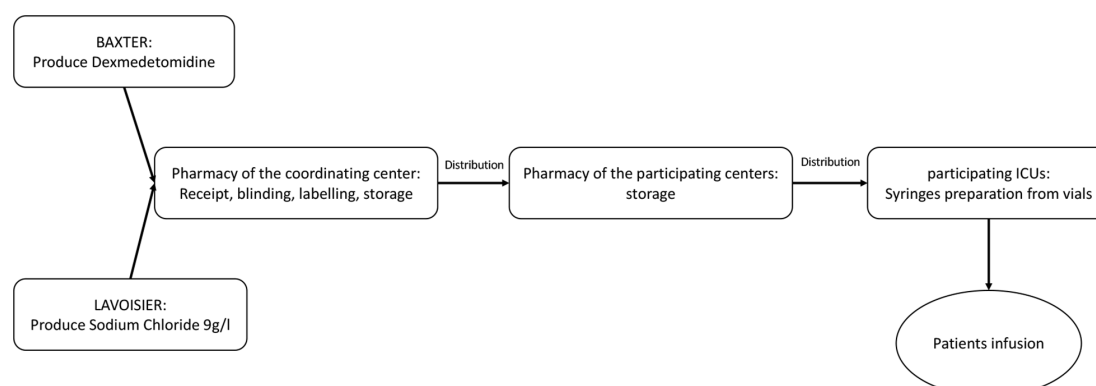 BAXTER:
Produce Dexmedetomidine
Pharmacy of the coordinating center:
Receipt, blinding, labelling, storage
Distribution
Pharmacy of the participating centers:
storage
Distribution
participating ICUs:
Syringes preparation from vials
LAVOISIER:
Produce Sodium Chloride 9g/l
Patients infusion